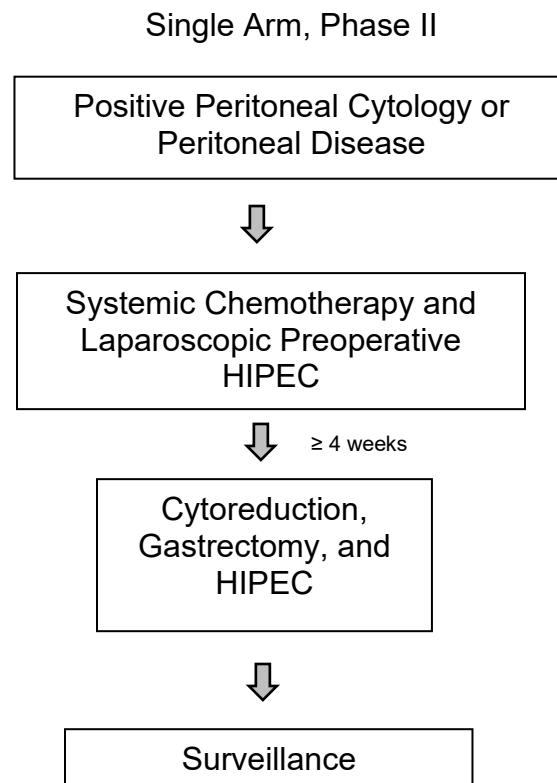 Single Arm, Phase II
Positive Peritoneal Cytology or
Peritoneal Disease
Systemic Chemotherapy and
Laparoscopic Preoperative
HIPEC
≥ 4 weeks
Cytoreduction,
Gastrectomy, and
HIPEC
Surveillance